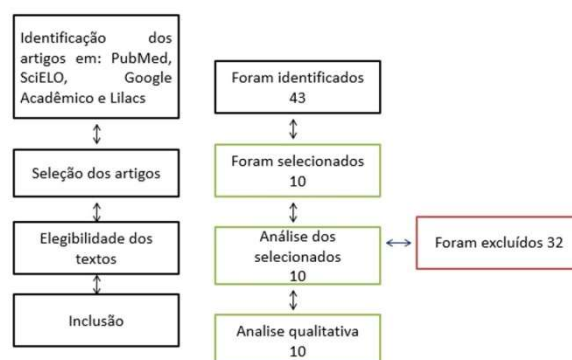 Identificação dos
artigos em: PubMed,
SciELO, Google
Acadêmico e Lilacs
Foram identificados
43
Seleção dos artigos
Foram selecionados
10
Elegibilidade dos
textos
Análise dos
selecionados
10
Foram excluídos 32
Inclusão
Analise qualitativa
10